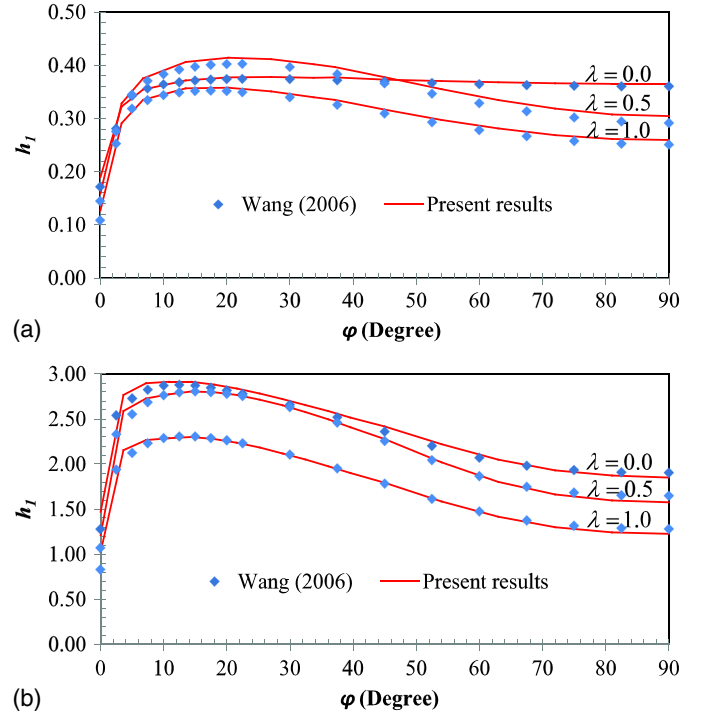 0.50
0.40
0.30
0.20
0.10
0.00
h1
λ = 0.0
λ = 0.5
λ = 1.0
Wang (2006) Present results
0 10 20 30 40 50 60 70 80 90
(a)
φ (Degree)
3.00
2.50
2.00
1.50
1.00
0.50
0.00
h1
λ = 0.0
λ = 0.5
λ = 1.0
Wang (2006) Present results
0 10 20 30 40 50 60 70 80 90
(b)
φ (Degree)